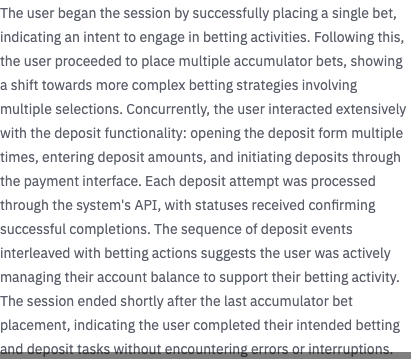 The user began the session by successfully placing a single bet,
indicating an intent to engage in betting activities. Following this,
the user proceeded to place multiple accumulator bets, showing
a shift towards more complex betting strategies involving
multiple selections. Concurrently, the user interacted extensively
with the deposit functionality: opening the deposit form multiple
times, entering deposit amounts, and initiating deposits through
the payment interface. Each deposit attempt was processed
through the system's API, with statuses received confirming
successful completions. The sequence of deposit events
interleaved with betting actions suggests the user was actively
managing their account balance to support their betting activity.
The session ended shortly after the last accumulator bet
placement, indicating the user completed their intended betting
and deposit tasks without encountering errors or interruptions.